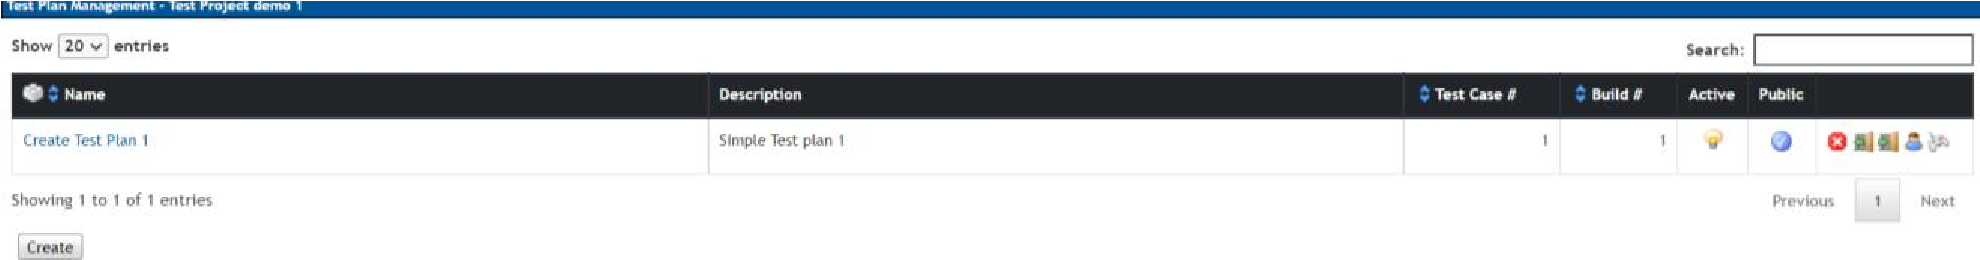 Test Plan Management - Test Project demo 1
Show 20 entries
Search:
Name Description Test Case # Build # Active Public
Create Test Plan 1 Simple Test plan 1 1 1
Showing 1 to 1 of 1 entries
Previous 1 Next
Create